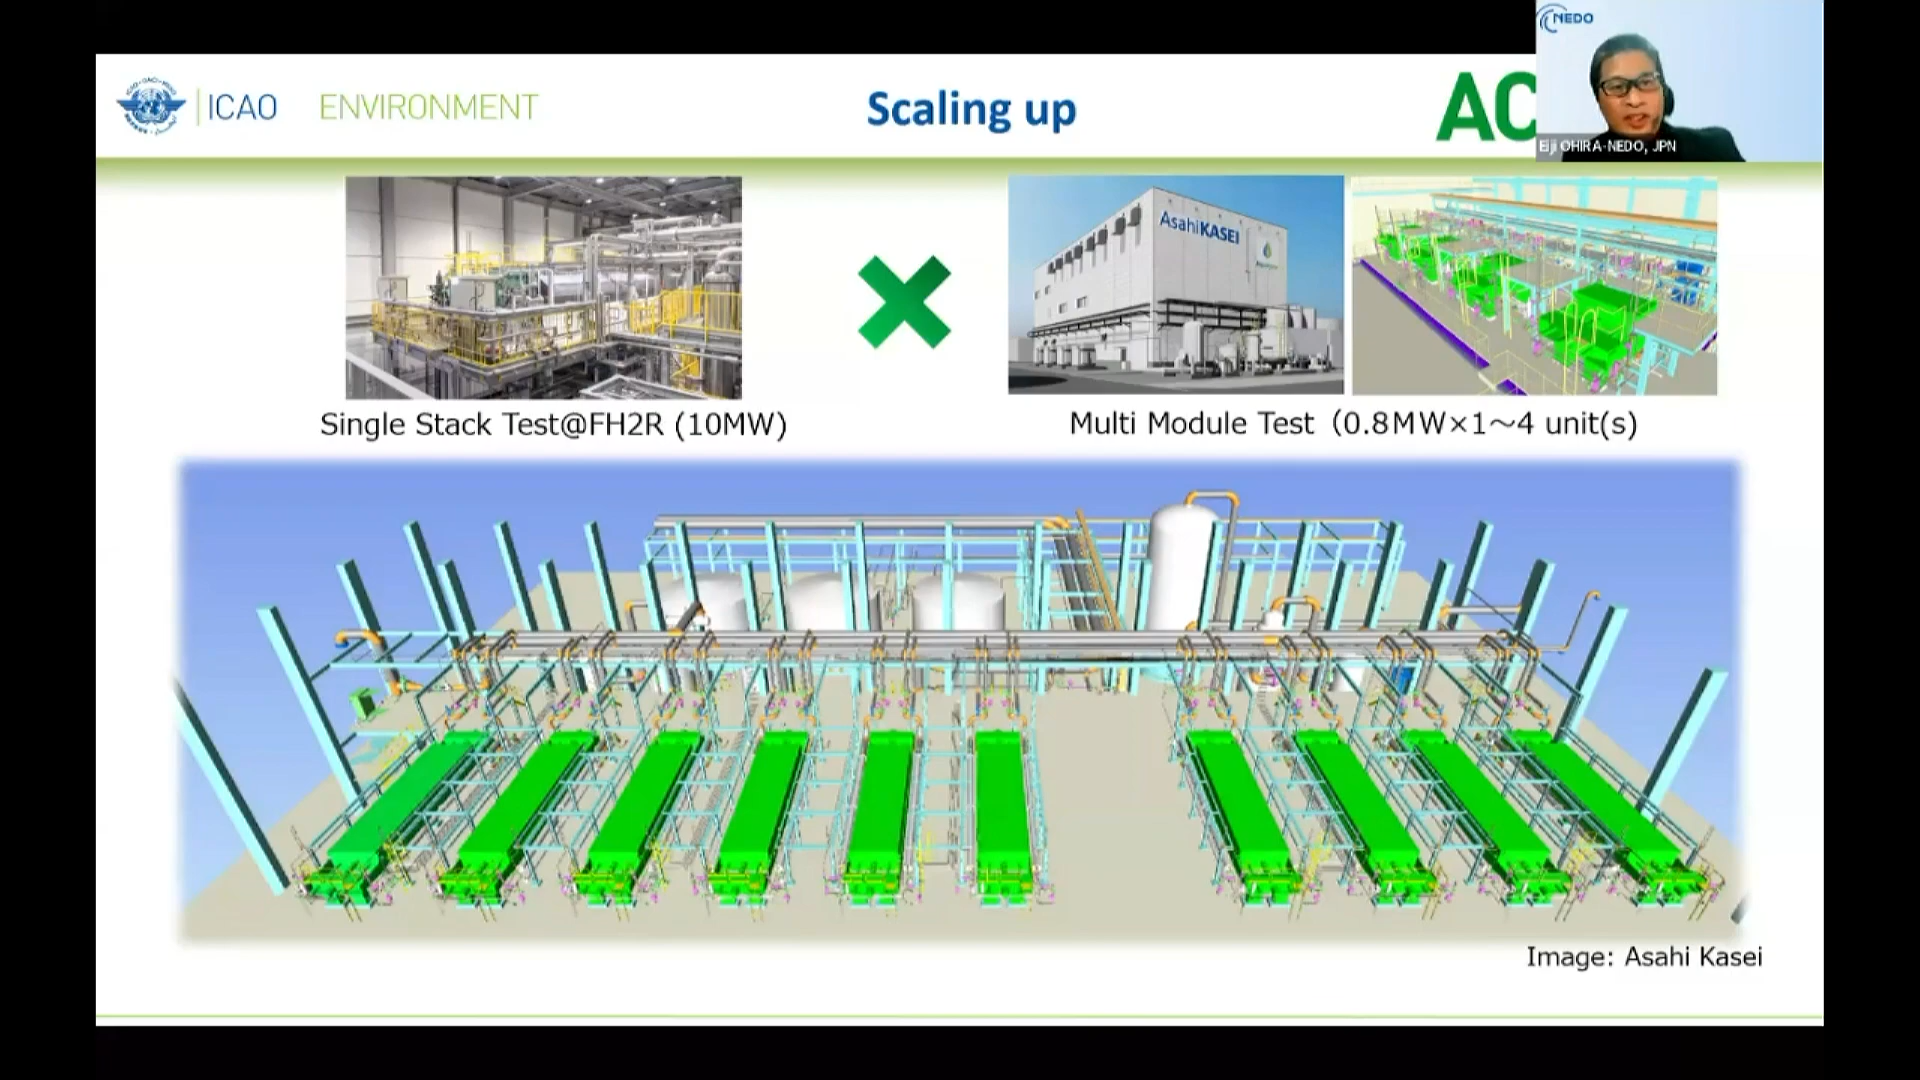 ICAO ENVIRONMENT
Scaling up
AC
NEDO
Eiji OHIRA-NEDO, JPN
AsahiKASEI
Single Stack Test@FH2R (10MW)
Multi Module Test（0.8MW×1～4 unit(s)
Image: Asahi Kasei